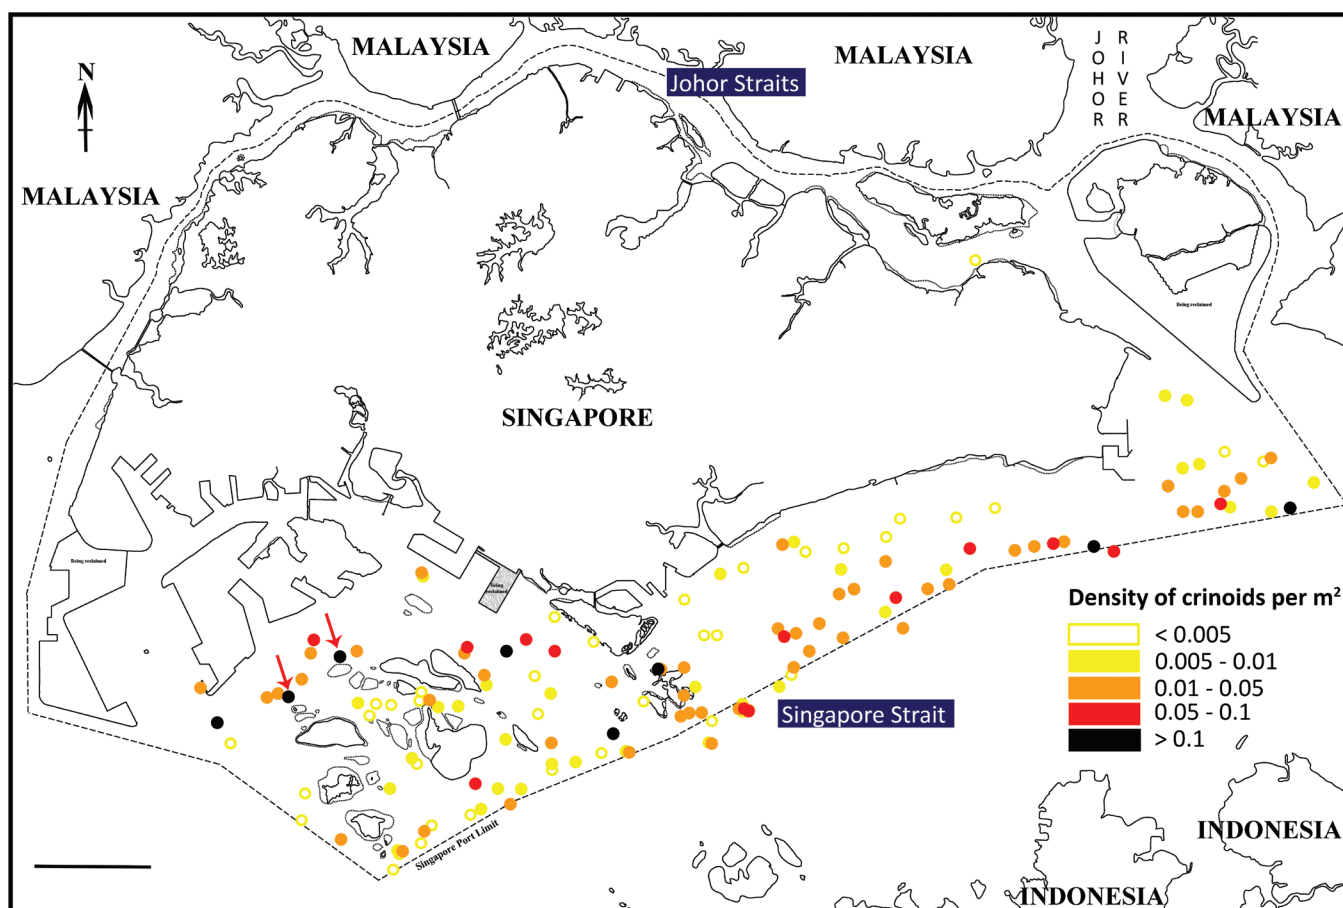 MALAYSIA
MALAYSIA
JOHOR
RIVER
N
Johor Straits
MALAYSIA
MALAYSIA
Being reclaimed
SINGAPORE
Being reclaimed
Being
reclaimed
Density of crinoids per m²
< 0.005
0.005 - 0.01
0.01 - 0.05
0.05 - 0.1
> 0.1
Singapore Strait
Singapore Port Limit
INDONESIA
INDONESIA